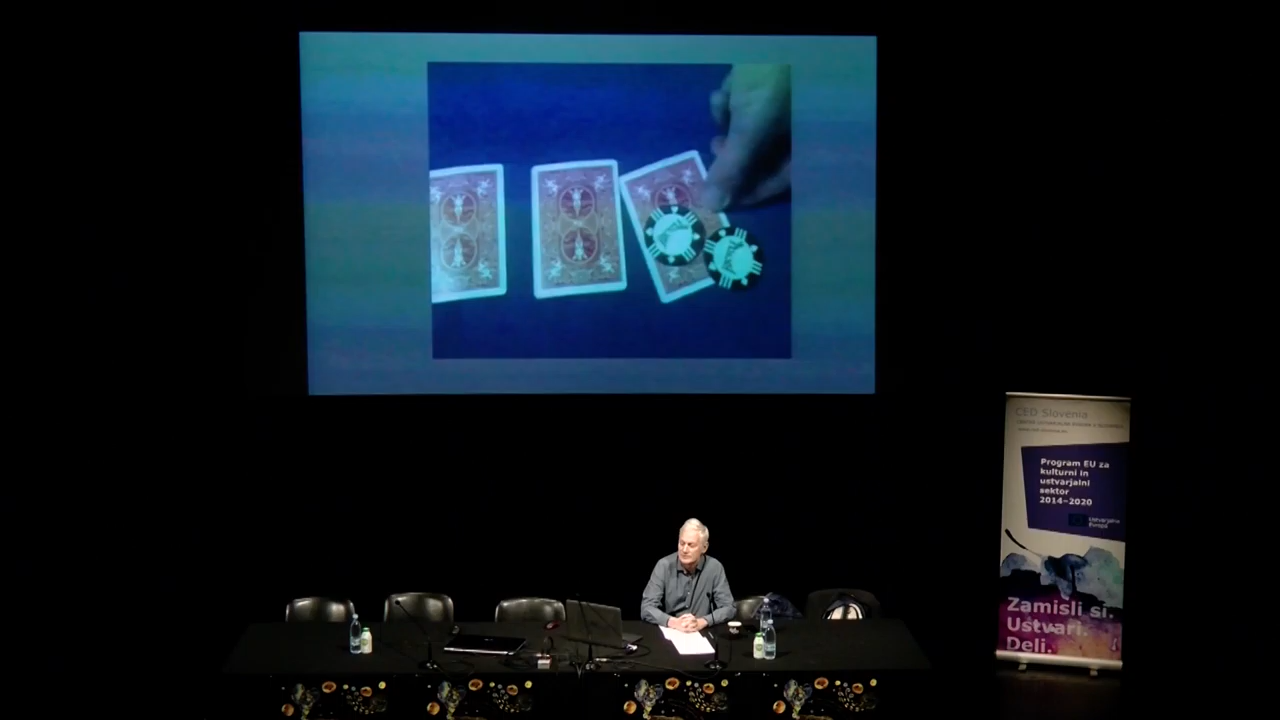 CED Slovenia
Program EU za
kulturni in
ustvarjalni
sektor
2014–2020
Ustvarjalna
Evropa
Zamisli si.
Ustvari.
Deli.